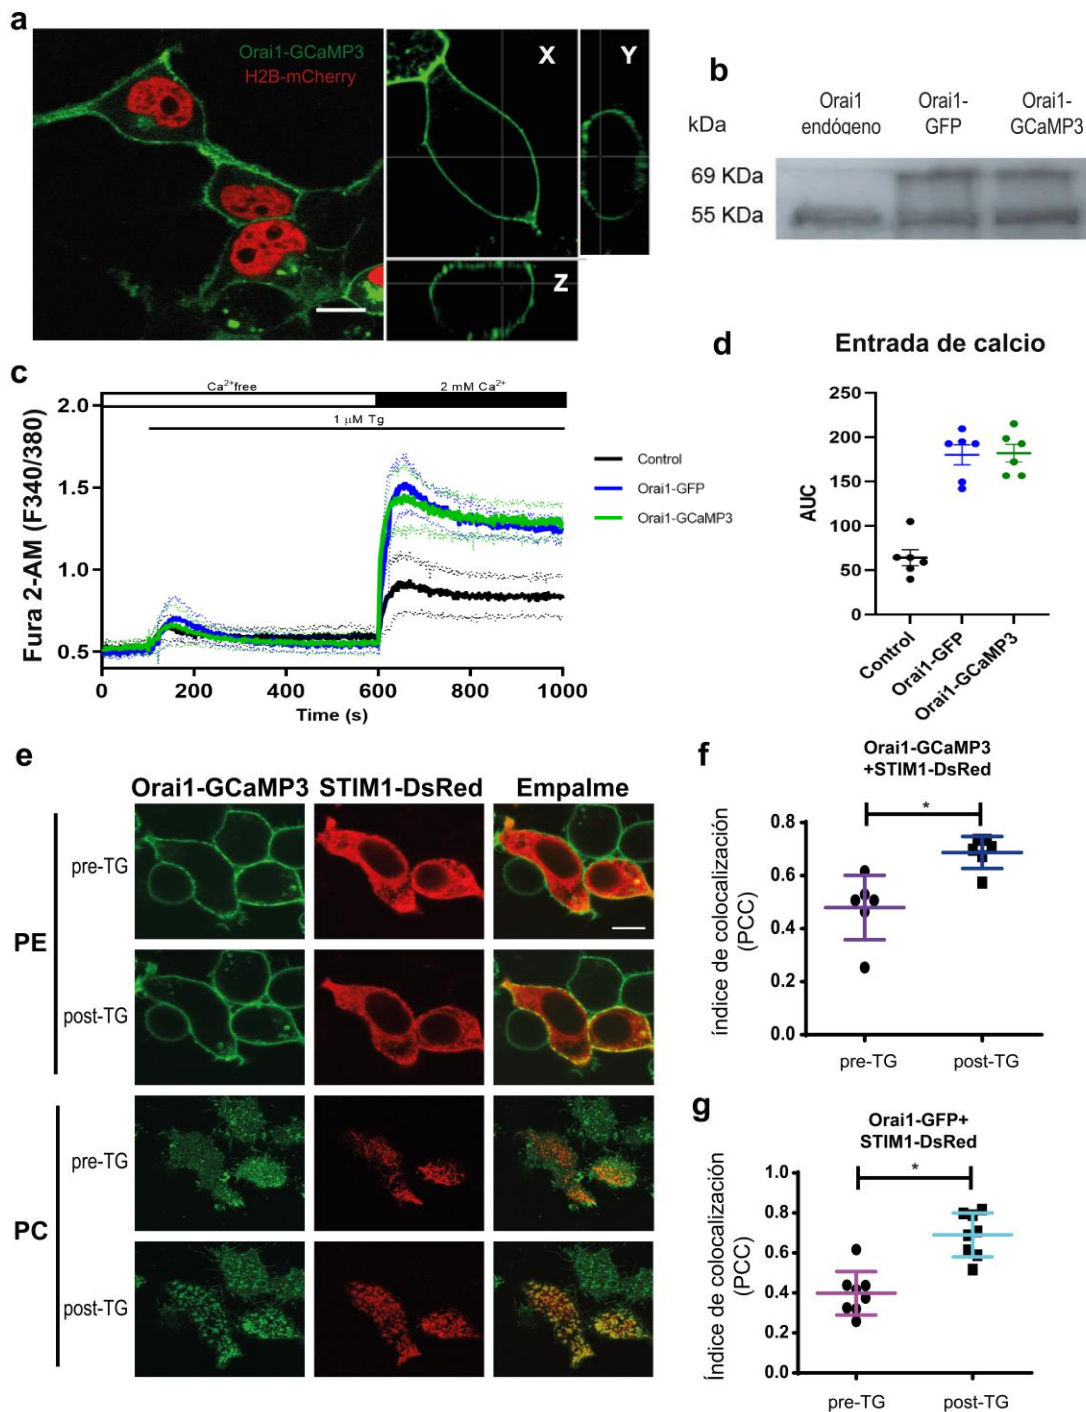 a
Orai1-GCaMP3
H2B-mCherry
X
Y
Z
b
kDa
Orai1
endógeno
Orai1-
GFP
Orai1-
GCaMP3
69 KDa
55 KDa
c
Ca²⁺free
2 mM Ca²⁺
1 µM Tg
Fura 2-AM (F340/380)
2.0
1.5
1.0
0.5
0
200
400
600
800
1000
Time (s)
Control
Orai1-GFP
Orai1-GCaMP3
d
Entrada de calcio
AUC
250
200
150
100
50
0
Control
Orai1-GFP
Orai1-GCaMP3
e
Orai1-GCaMP3
STIM1-DsRed
Empalme
PE
pre-TG
post-TG
PC
pre-TG
post-TG
f
Orai1-GCaMP3
+STIM1-DsRed
*
índice de colocalización
(PCC)
0.8
0.6
0.4
0.2
0.0
pre-TG
post-TG
g
Orai1-GFP+
STIM1-DsRed
*
Índice de colocalización
(PCC)
1.0
0.8
0.6
0.4
0.2
0.0
pre-TG
post-TG